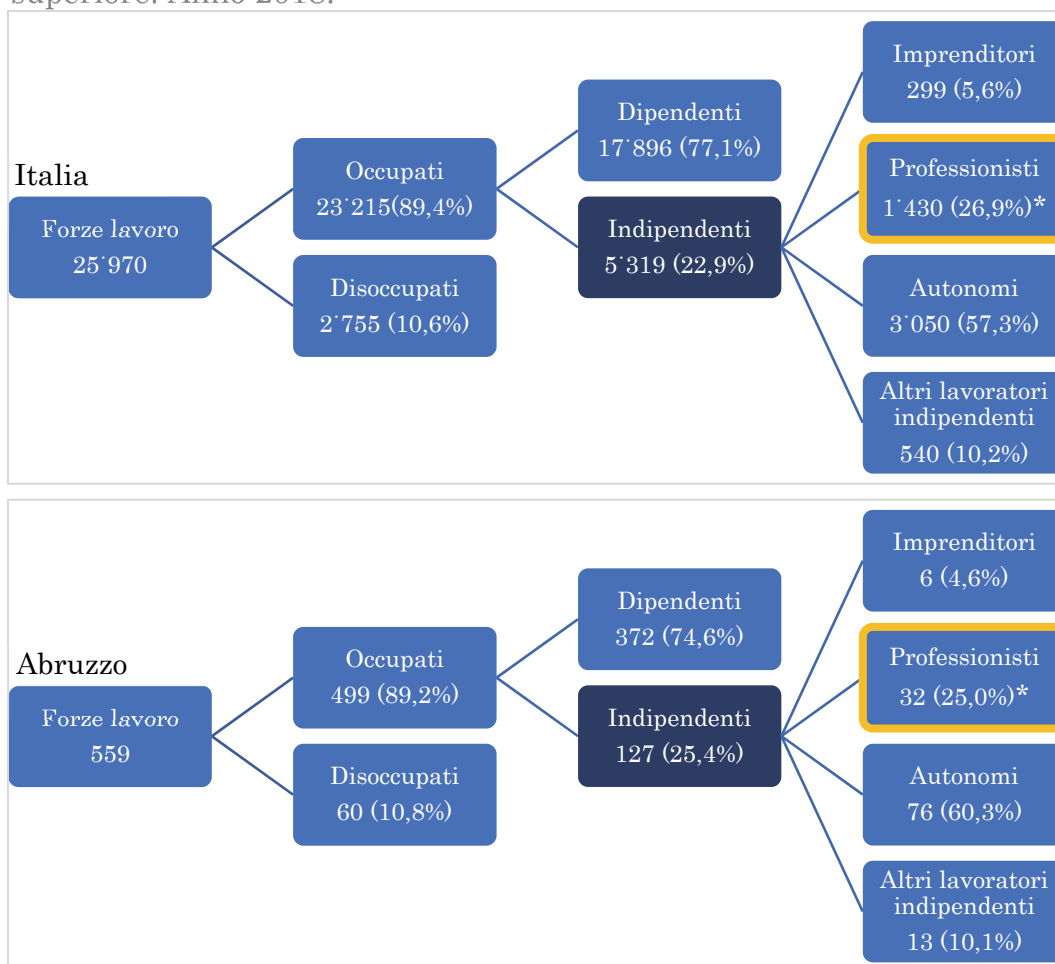 superiore. Anno 2018.
Italia
Forze lavoro
25˙970
Occupati
23˙215(89,4%)
Disoccupati
2˙755 (10,6%)
Dipendenti
17˙896 (77,1%)
Indipendenti
5˙319 (22,9%)
Imprenditori
299 (5,6%)
Professionisti
1˙430 (26,9%)*
Autonomi
3˙050 (57,3%)
Altri lavoratori
indipendenti
540 (10,2%)
Abruzzo
Forze lavoro
559
Occupati
499 (89,2%)
Disoccupati
60 (10,8%)
Dipendenti
372 (74,6%)
Indipendenti
127 (25,4%)
Imprenditori
6 (4,6%)
Professionisti
32 (25,0%)*
Autonomi
76 (60,3%)
Altri lavoratori
indipendenti
13 (10,1%)